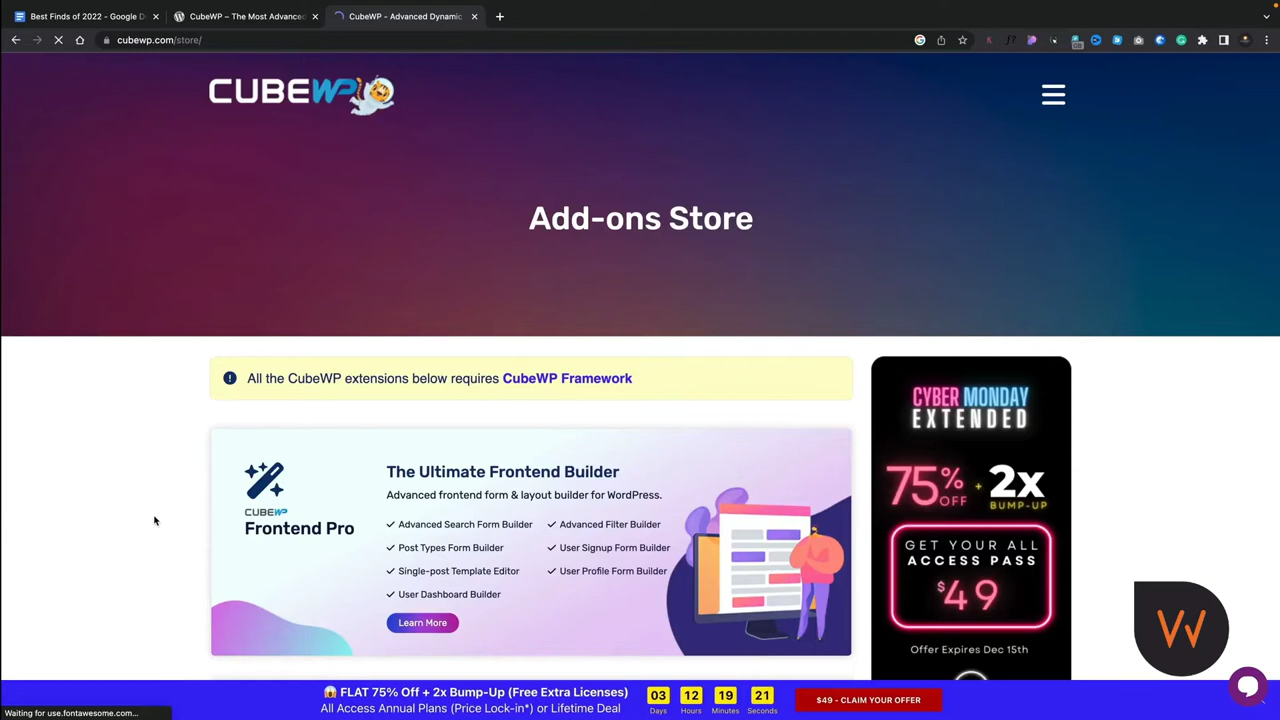 Best Finds of 2022 - Google D
CubeWP – The Most Advanced
CubeWP - Advanced Dynamic
cubewp.com/store/
CUBEWP
Add-ons Store
All the CubeWP extensions below requires CubeWP Framework
CUBEWP
Frontend Pro
The Ultimate Frontend Builder
Advanced frontend form & layout builder for WordPress.
Advanced Search Form Builder
Advanced Filter Builder
Post Types Form Builder
User Signup Form Builder
Single-post Template Editor
User Profile Form Builder
User Dashboard Builder
Learn More
CYBER MONDAY
EXTENDED
75% OFF + 2x BUMP-UP
GET YOUR ALL
ACCESS PASS
$49
Offer Expires Dec 15th
FLAT 75% Off + 2x Bump-Up (Free Extra Licenses)
All Access Annual Plans (Price Lock-in*) or Lifetime Deal
03 12 19 21
Days Hours Minutes Seconds
$49 - CLAIM YOUR OFFER
Waiting for use.fontawesome.com...